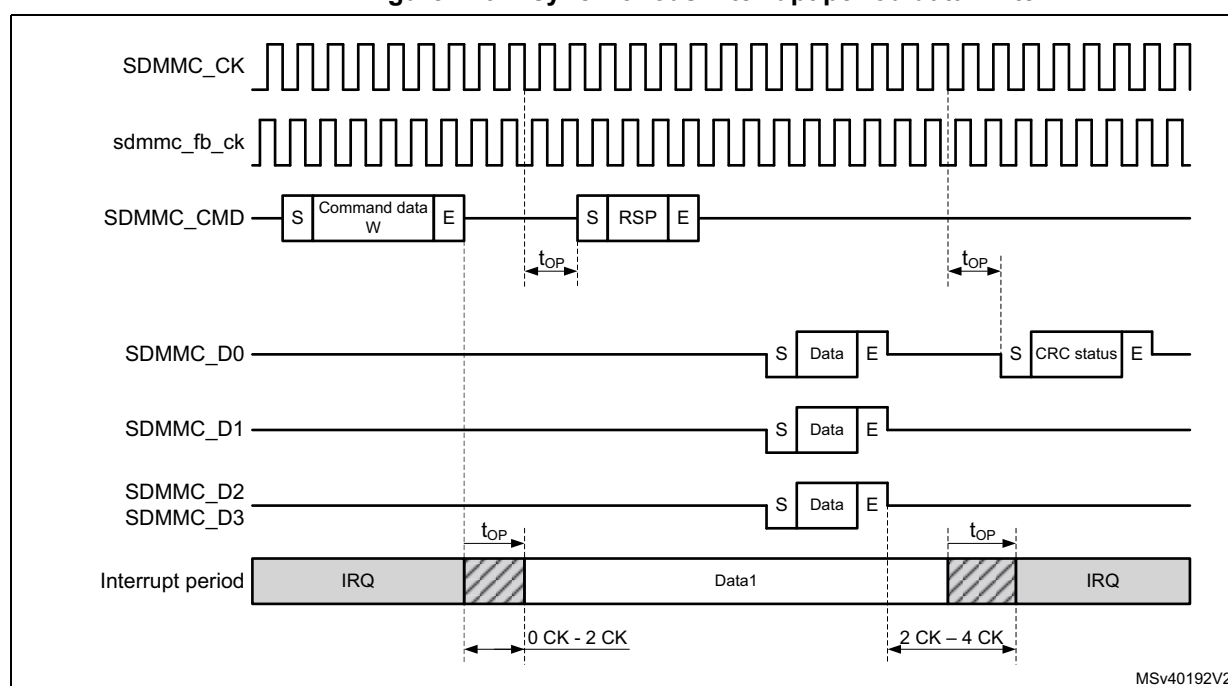 SDMMC_CK
sdmmc_fb_ck
SDMMC_CMD
S
Command data
W
E
S
RSP
E
tOP
tOP
SDMMC_D0
S
Data
E
S
CRC status
E
SDMMC_D1
S
Data
E
SDMMC_D2
SDMMC_D3
S
Data
E
tOP
tOP
Interrupt period
IRQ
Data1
IRQ
0 CK - 2 CK
2 CK – 4 CK
MSv40192V2